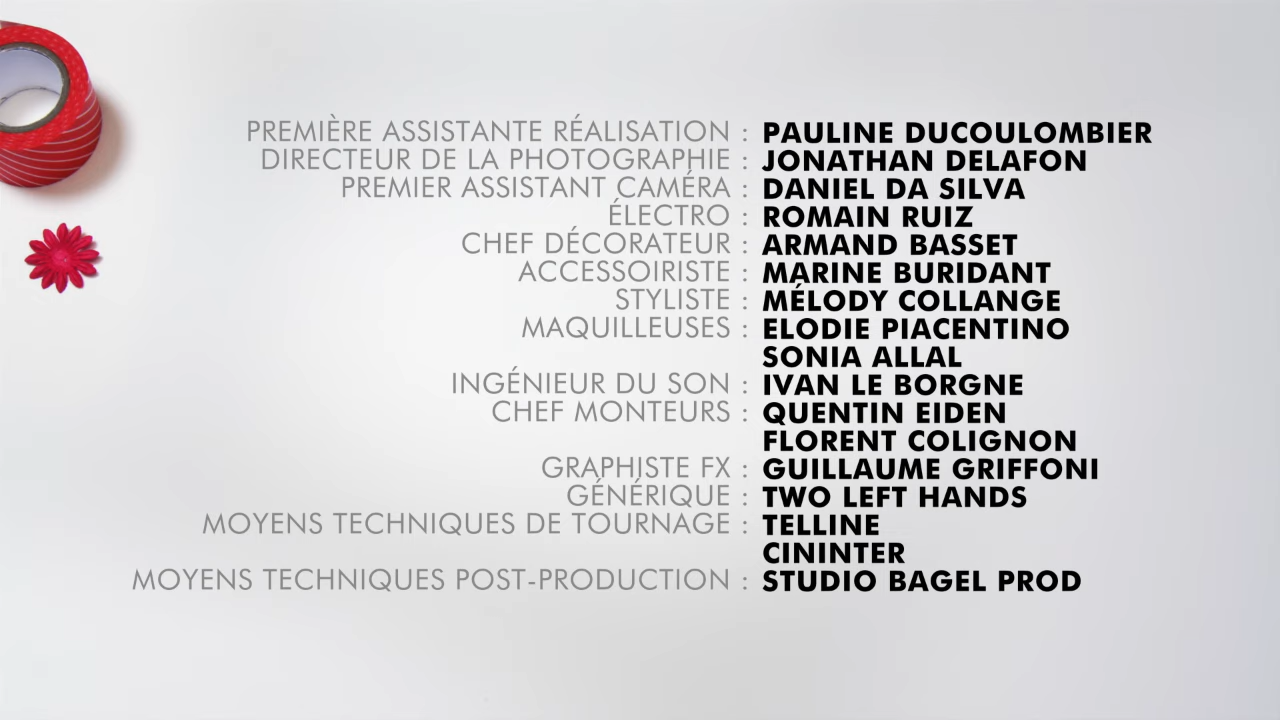 PREMIÈRE ASSISTANTE RÉALISATION : PAULINE DUCOULOMBIER
DIRECTEUR DE LA PHOTOGRAPHIE : JONATHAN DELAFON
PREMIER ASSISTANT CAMÉRA : DANIEL DA SILVA
ÉLECTRO : ROMAIN RUIZ
CHEF DÉCORATEUR : ARMAND BASSET
ACCESSOIRISTE : MARINE BURIDANT
STYLISTE : MÉLODY COLLANGE
MAQUILLEUSES : ELODIE PIACENTINO
SONIA ALLAL
INGÉNIEUR DU SON : IVAN LE BORGNE
CHEF MONTEURS : QUENTIN EIDEN
FLORENT COLIGNON
GRAPHISTE FX : GUILLAUME GRIFFONI
GÉNÉRIQUE : TWO LEFT HANDS
MOYENS TECHNIQUES DE TOURNAGE : TELLINE
CININTER
MOYENS TECHNIQUES POST-PRODUCTION : STUDIO BAGEL PROD